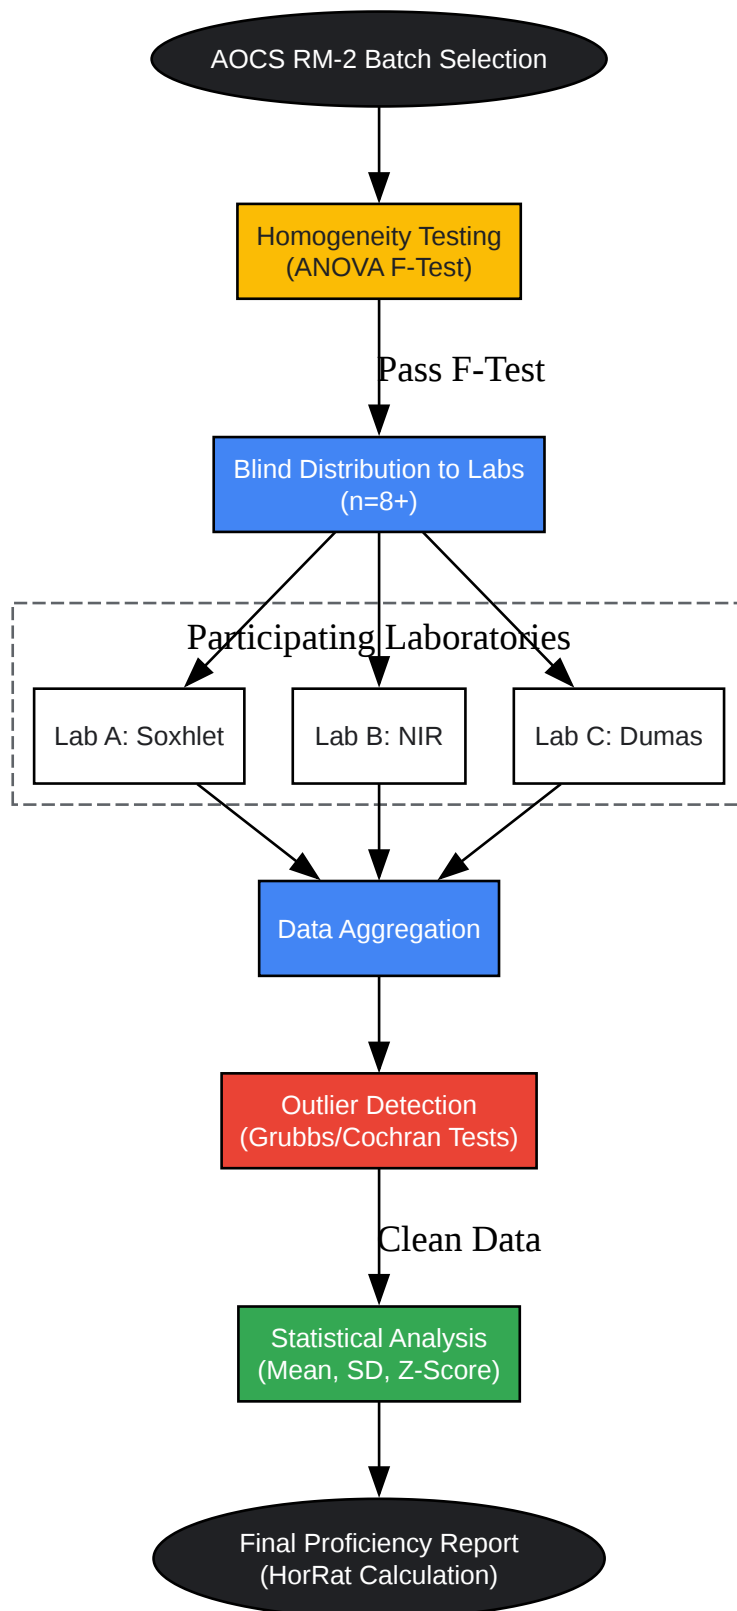 AOCS RM-2 Batch Selection
Homogeneity Testing
(ANOVA F-Test)
Pass F-Test
Blind Distribution to Labs
(n=8+)
Participating Laboratories
Lab A: Soxhlet
Lab B: NIR
Lab C: Dumas
Data Aggregation
Outlier Detection
(Grubbs/Cochran Tests)
Clean Data
Statistical Analysis
(Mean, SD, Z-Score)
Final Proficiency Report
(HorRat Calculation)